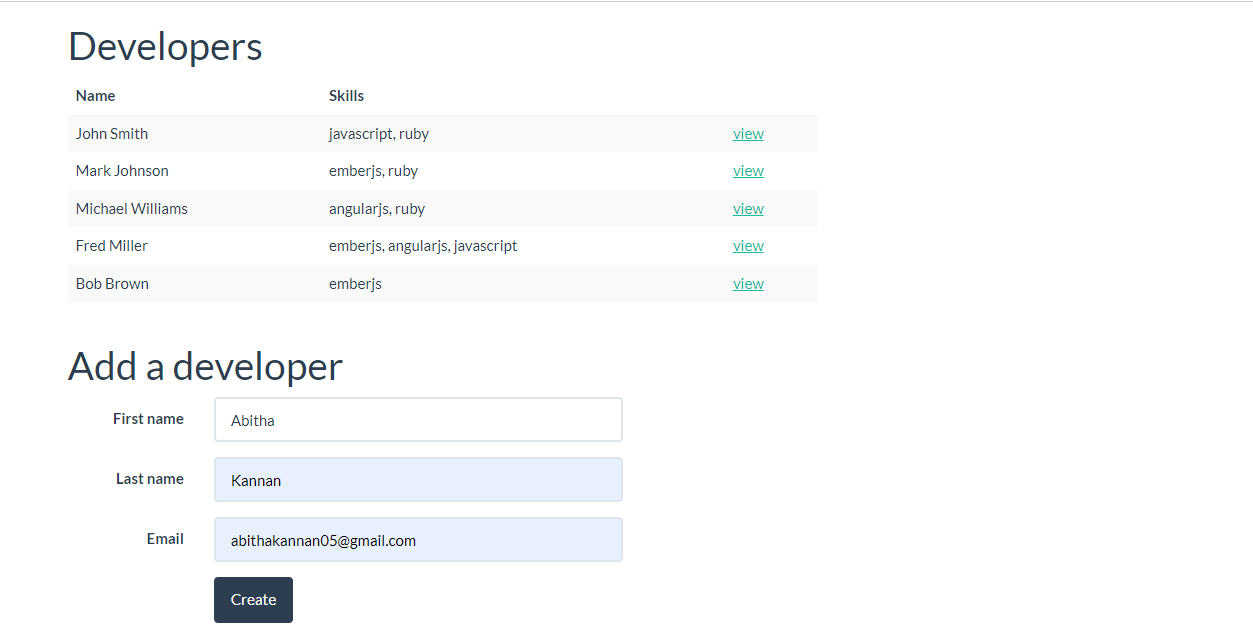 Developers
Name Skills
John Smith javascript, ruby view
Mark Johnson emberjs, ruby view
Michael Williams angularjs, ruby view
Fred Miller emberjs, angularjs, javascript view
Bob Brown emberjs view
Add a developer
First name Abitha
Last name Kannan
Email abithakannan05@gmail.com
Create